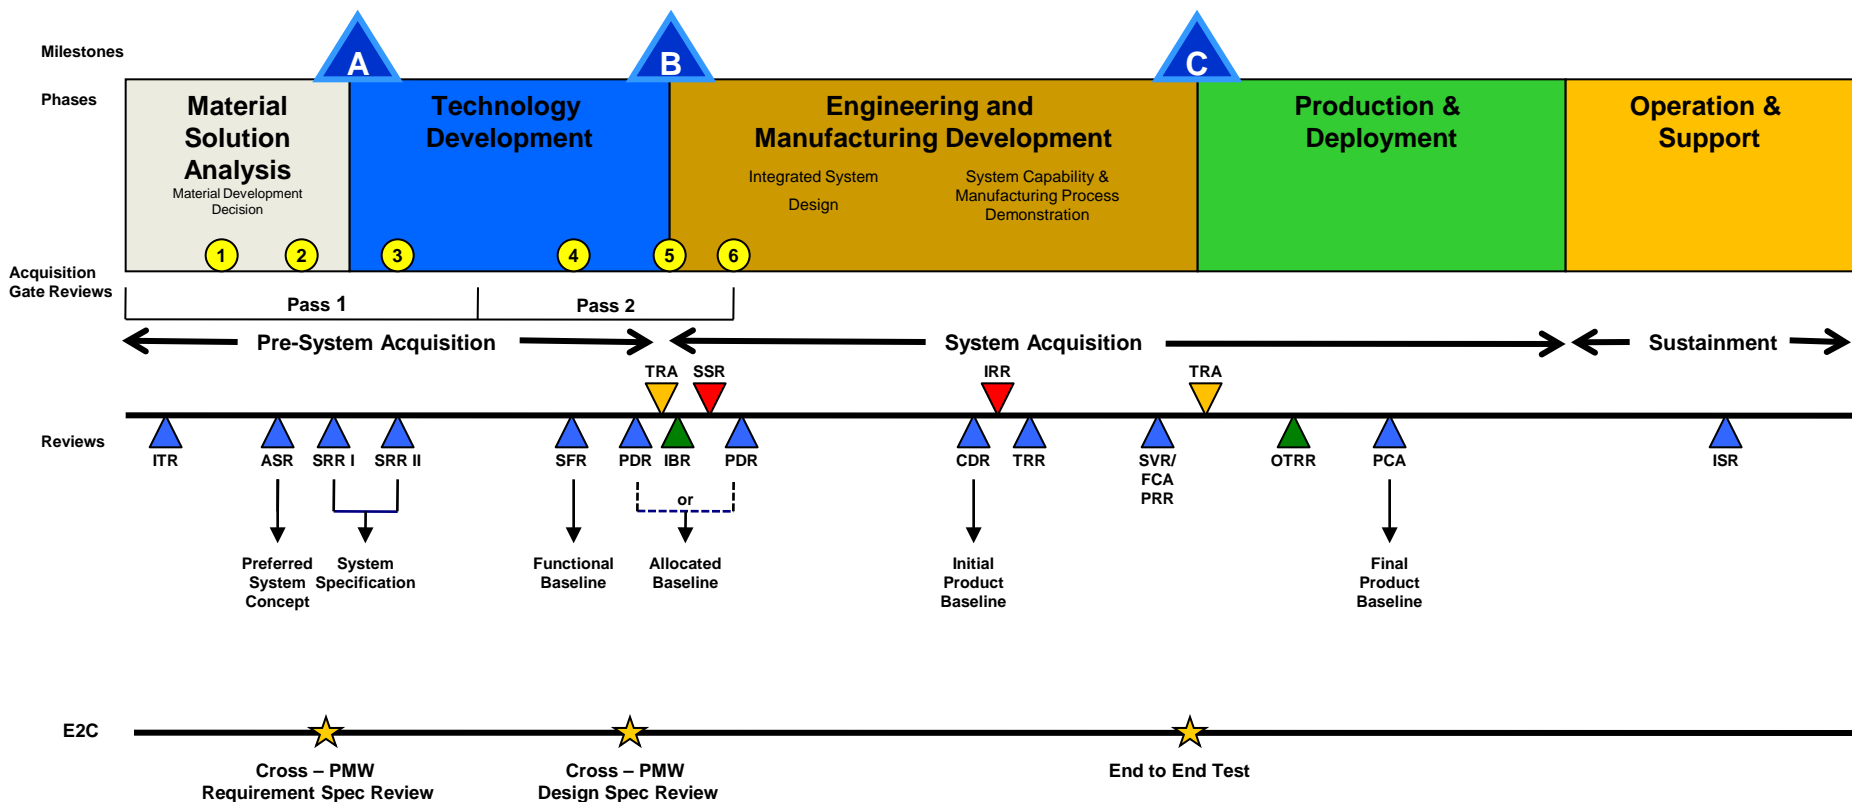 Milestones
A
B
C
Phases
Material
Solution
Analysis
Material Development
Decision
Technology
Development
Engineering and
Manufacturing Development
Integrated System
Design
System Capability &
Manufacturing Process
Demonstration
Production &
Deployment
Operation &
Support
1
2
3
4
5
6
Acquisition
Gate Reviews
Pass 1
Pass 2
Pre-System Acquisition
System Acquisition
Sustainment
TRA
SSR
IRR
TRA
Reviews
ITR
ASR
SRR I
SRR II
SFR
PDR
IBR
PDR
CDR
TRR
SVR/
FCA
PRR
OTRR
PCA
ISR
or
Preferred
System
Concept
System
Specification
Functional
Baseline
Allocated
Baseline
Initial
Product
Baseline
Final
Product
Baseline
E2C
Cross – PMW
Requirement Spec Review
Cross – PMW
Design Spec Review
End to End Test